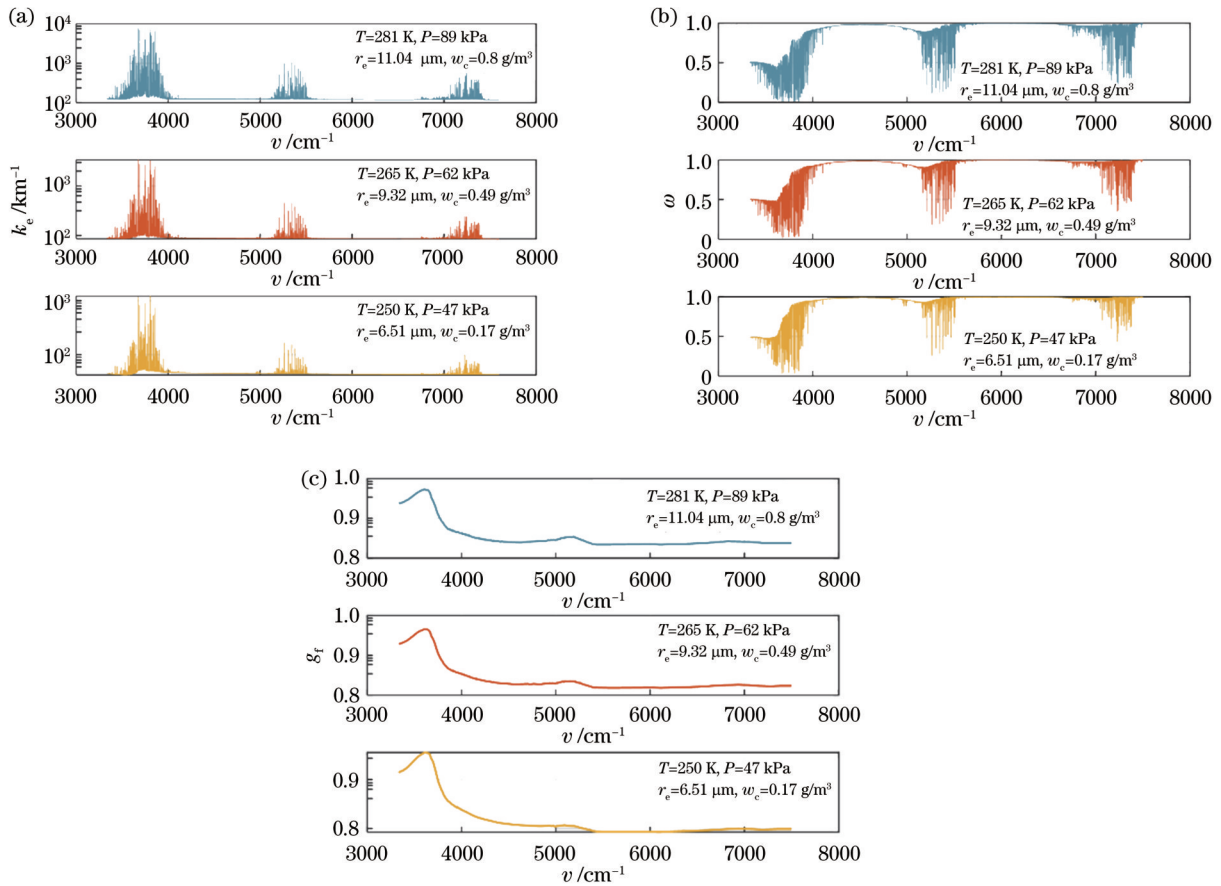 (a)
10⁴
10³
10²
T=281 K, P=89 kPa
rₑ=11.04 μm, w_c=0.8 g/m³
3000 4000 5000 6000 7000 8000
v /cm⁻¹
kₑ /km⁻¹
10³
10²
T=265 K, P=62 kPa
rₑ=9.32 μm, w_c=0.49 g/m³
3000 4000 5000 6000 7000 8000
v /cm⁻¹
10³
10²
T=250 K, P=47 kPa
rₑ=6.51 μm, w_c=0.17 g/m³
3000 4000 5000 6000 7000 8000
v /cm⁻¹
(b)
1.0
0.5
0
T=281 K, P=89 kPa
rₑ=11.04 μm, w_c=0.8 g/m³
3000 4000 5000 6000 7000 8000
v /cm⁻¹
ω
1.0
0.5
0
T=265 K, P=62 kPa
rₑ=9.32 μm, w_c=0.49 g/m³
3000 4000 5000 6000 7000 8000
v /cm⁻¹
1.0
0.5
0
T=250 K, P=47 kPa
rₑ=6.51 μm, w_c=0.17 g/m³
3000 4000 5000 6000 7000 8000
v /cm⁻¹
(c)
1.0
0.9
0.8
T=281 K, P=89 kPa
rₑ=11.04 μm, w_c=0.8 g/m³
3000 4000 5000 6000 7000 8000
v /cm⁻¹
g_f
1.0
0.9
0.8
T=265 K, P=62 kPa
rₑ=9.32 μm, w_c=0.49 g/m³
3000 4000 5000 6000 7000 8000
v /cm⁻¹
0.9
0.8
T=250 K, P=47 kPa
rₑ=6.51 μm, w_c=0.17 g/m³
3000 4000 5000 6000 7000 8000
v /cm⁻¹